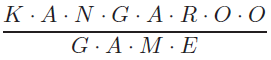 K · A · N · G · A · R · O · O
G · A · M · E